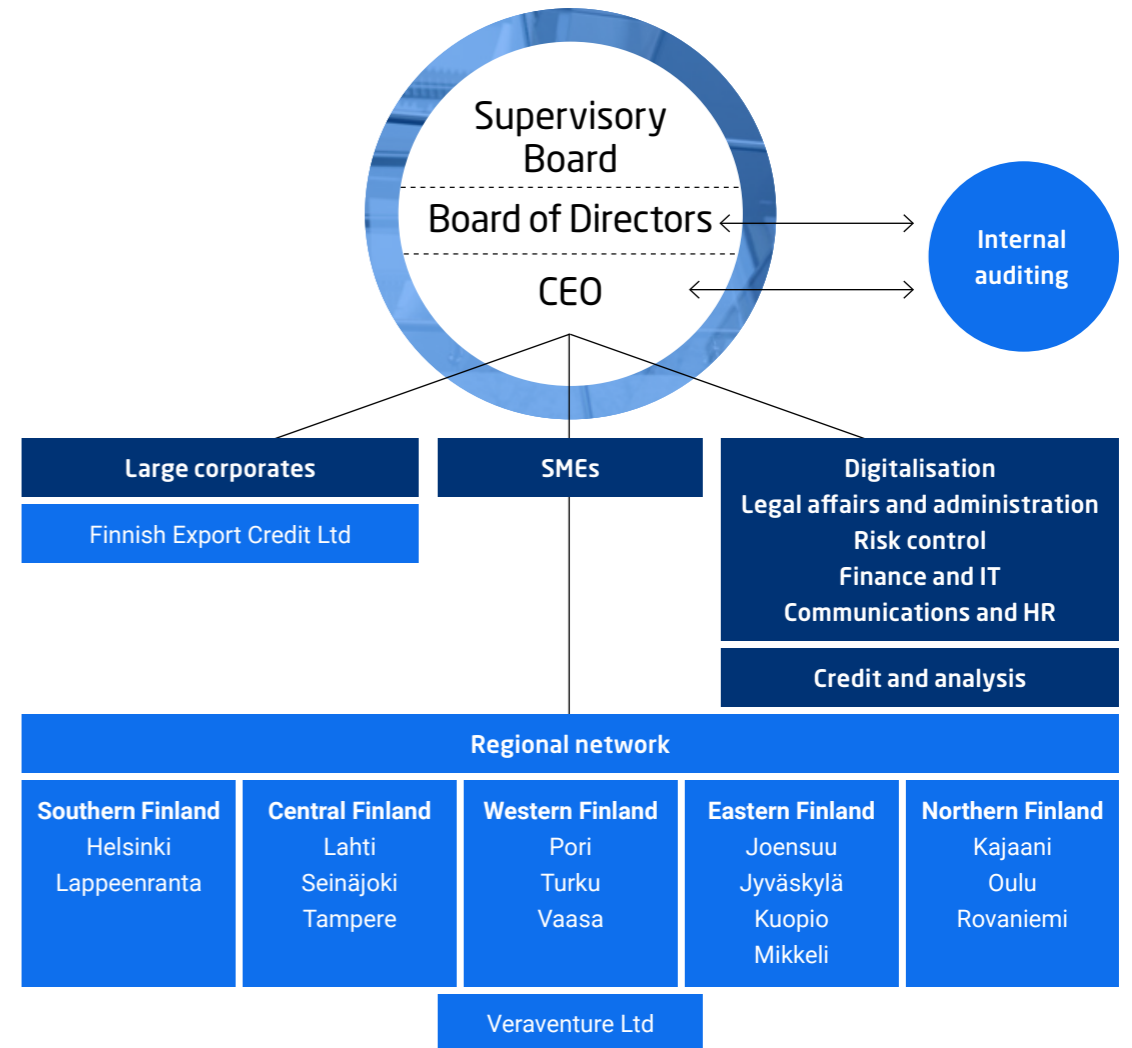 Supervisory
Board
Board of Directors
CEO
Internal
auditing
Large corporates
Finnish Export Credit Ltd
SMEs
Digitalisation
Legal affairs and administration
Risk control
Finance and IT
Communications and HR
Credit and analysis
Regional network
Southern Finland
Helsinki
Lappeenranta
Central Finland
Lahti
Seinäjoki
Tampere
Western Finland
Pori
Turku
Vaasa
Eastern Finland
Joensuu
Jyväskylä
Kuopio
Mikkeli
Northern Finland
Kajaani
Oulu
Rovaniemi
Veraventure Ltd